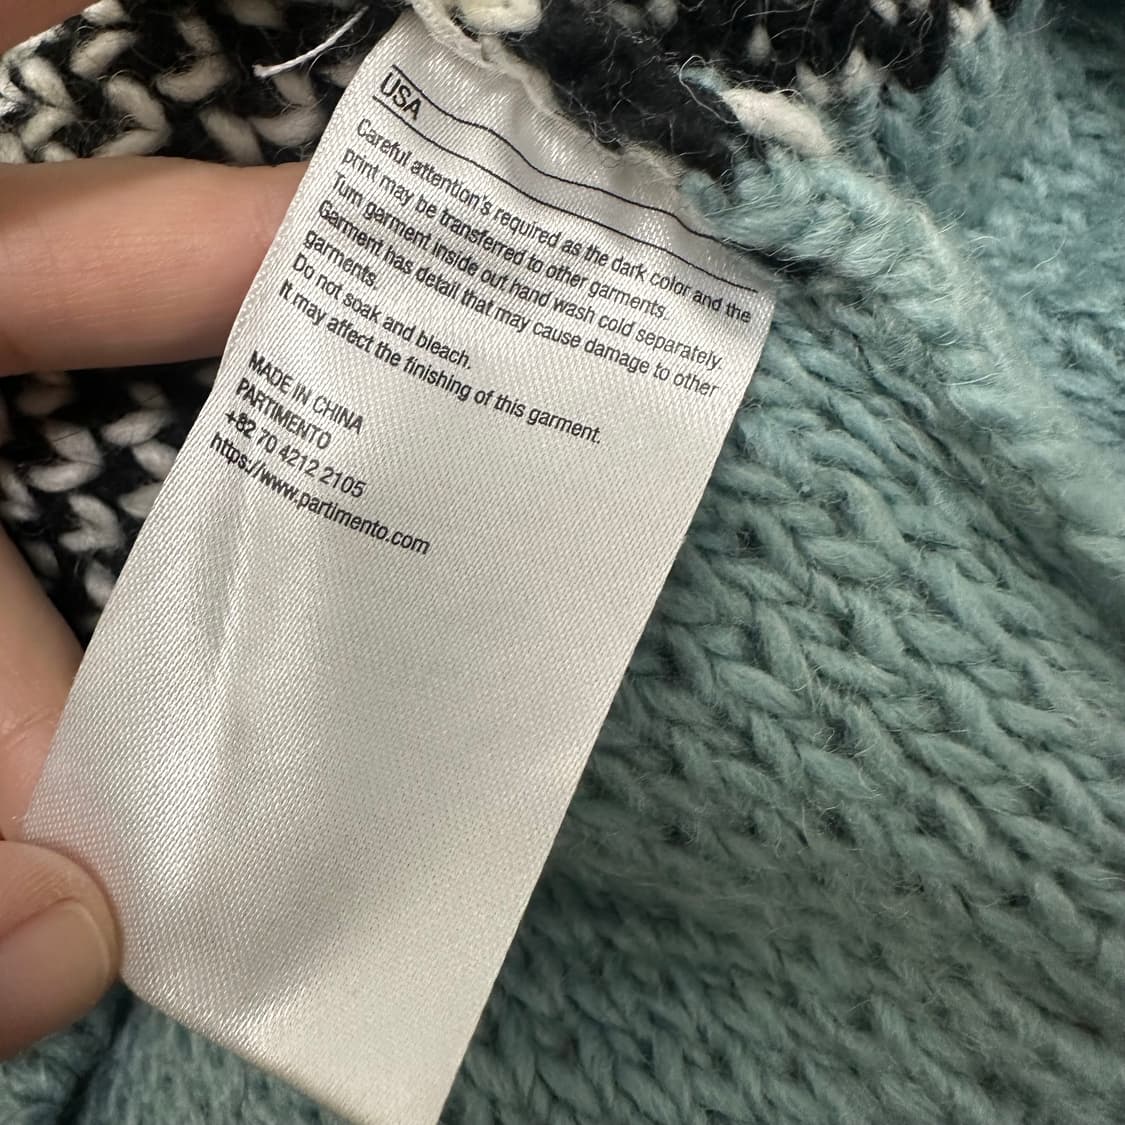 USA
Careful attention's required as the dark color and the
print may be transferred to other garments.
Turn garment inside out hand wash cold separately.
Garment has detail that may cause damage to other
garments.
Do not soak and bleach.
It may affect the finishing of this garment.
MADE IN CHINA
PARTIMENTO
+82 70 4212 2105
https://www.partimento.com